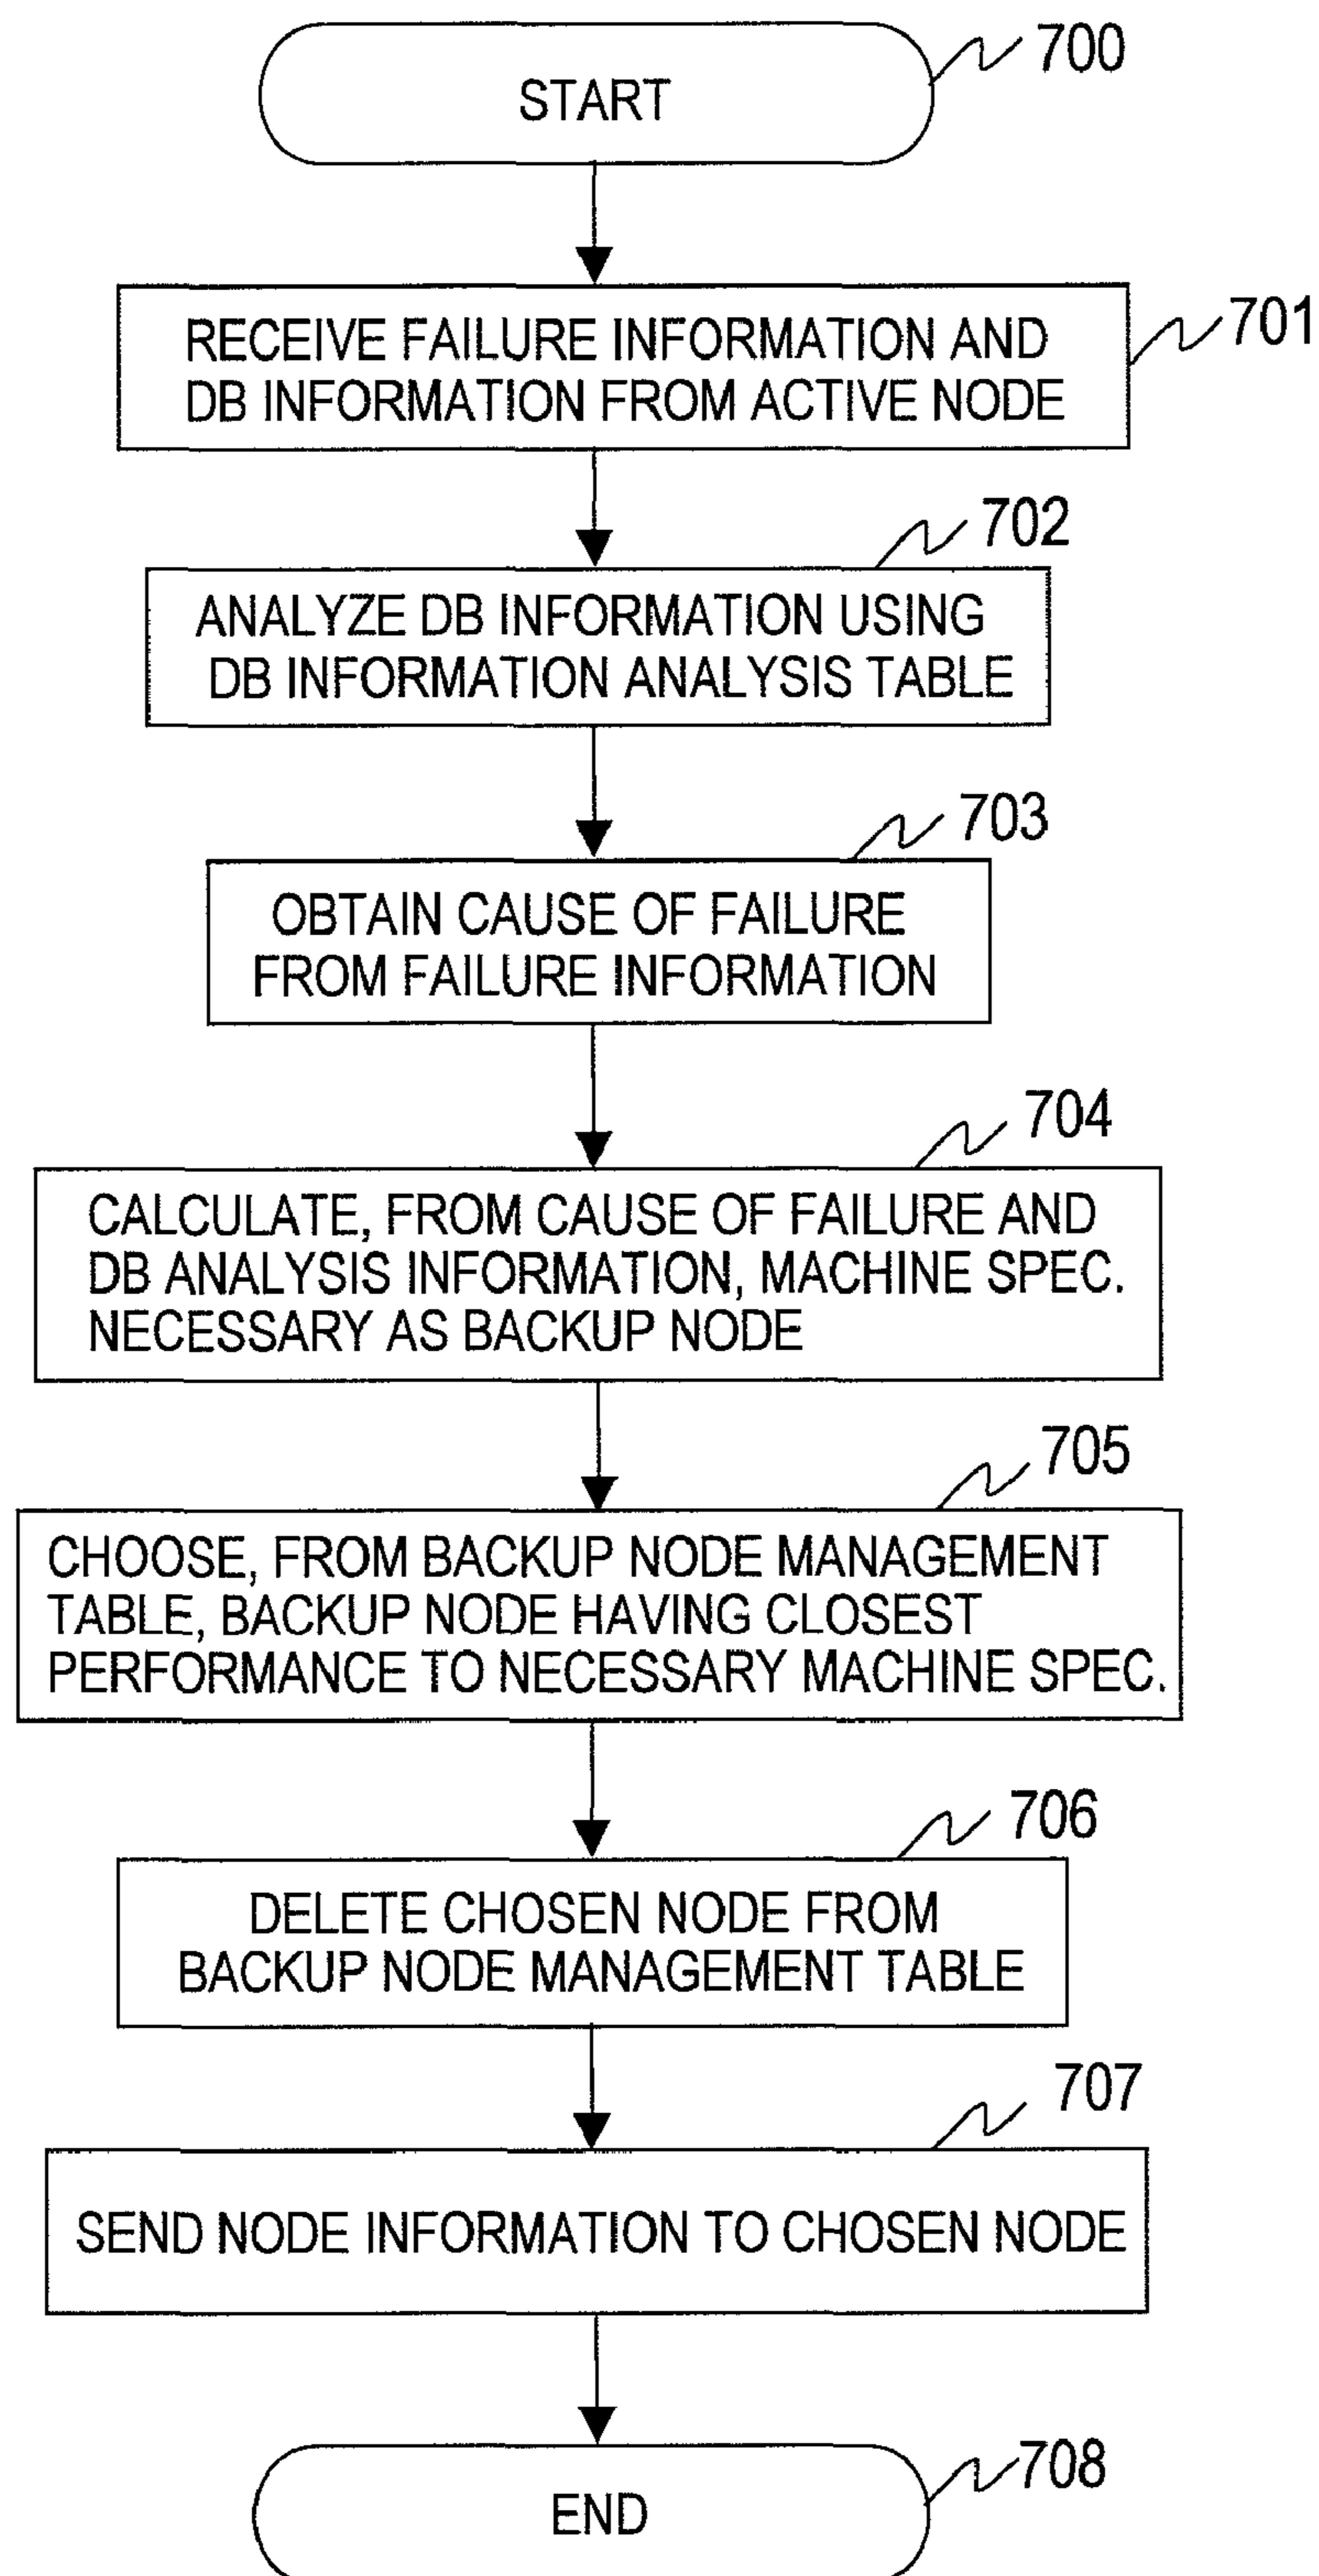 700
START
701
RECEIVE FAILURE INFORMATION AND
DB INFORMATION FROM ACTIVE NODE
702
ANALYZE DB INFORMATION USING
DB INFORMATION ANALYSIS TABLE
703
OBTAIN CAUSE OF FAILURE
FROM FAILURE INFORMATION
704
CALCULATE, FROM CAUSE OF FAILURE AND
DB ANALYSIS INFORMATION, MACHINE SPEC.
NECESSARY AS BACKUP NODE
705
CHOOSE, FROM BACKUP NODE MANAGEMENT
TABLE, BACKUP NODE HAVING CLOSEST
PERFORMANCE TO NECESSARY MACHINE SPEC.
706
DELETE CHOSEN NODE FROM
BACKUP NODE MANAGEMENT TABLE
707
SEND NODE INFORMATION TO CHOSEN NODE
708
END